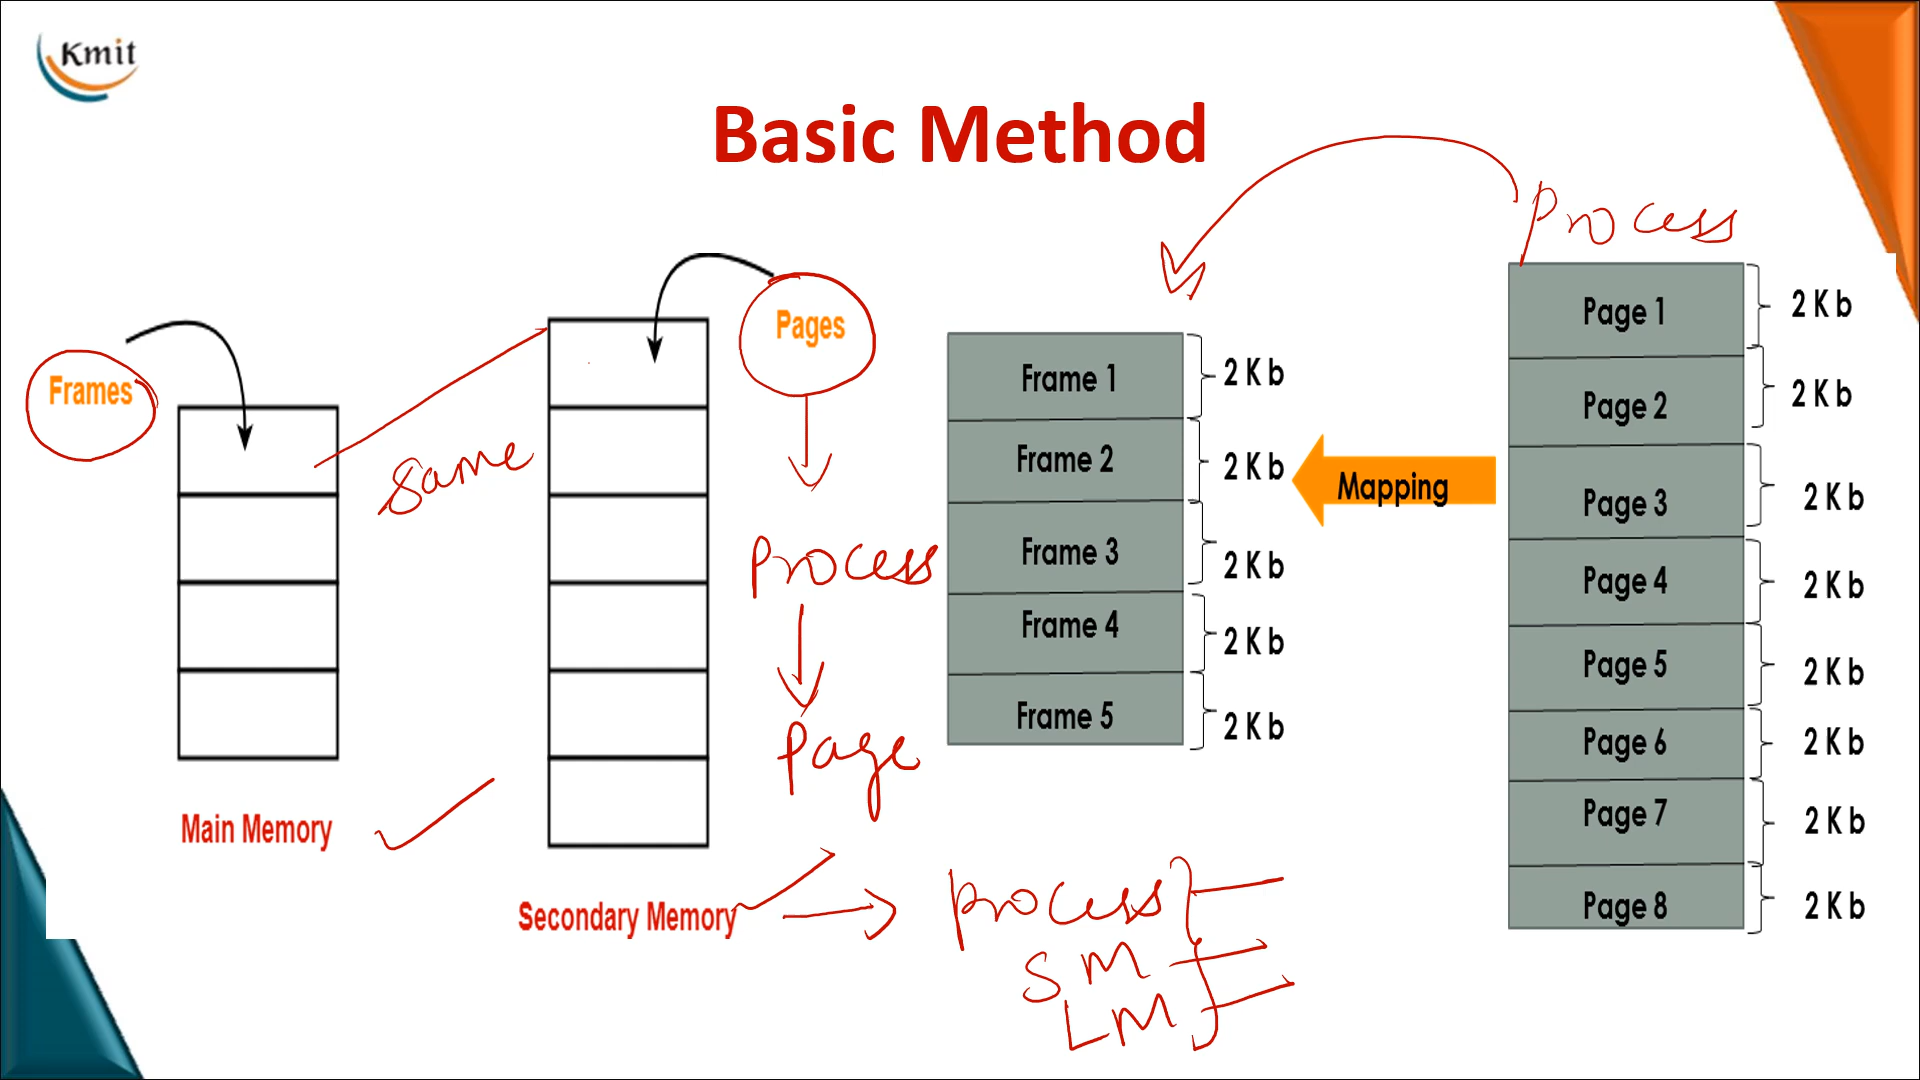 Kmit
Basic Method
Process
Frames
Same
Main Memory
Pages
Process
Page
Secondary Memory
Process
SM
LM
Frame 1 2 Kb
Frame 2 2 Kb
Frame 3 2 Kb
Frame 4 2 Kb
Frame 5 2 Kb
Mapping
Page 1 2 Kb
Page 2 2 Kb
Page 3 2 Kb
Page 4 2 Kb
Page 5 2 Kb
Page 6 2 Kb
Page 7 2 Kb
Page 8 2 Kb